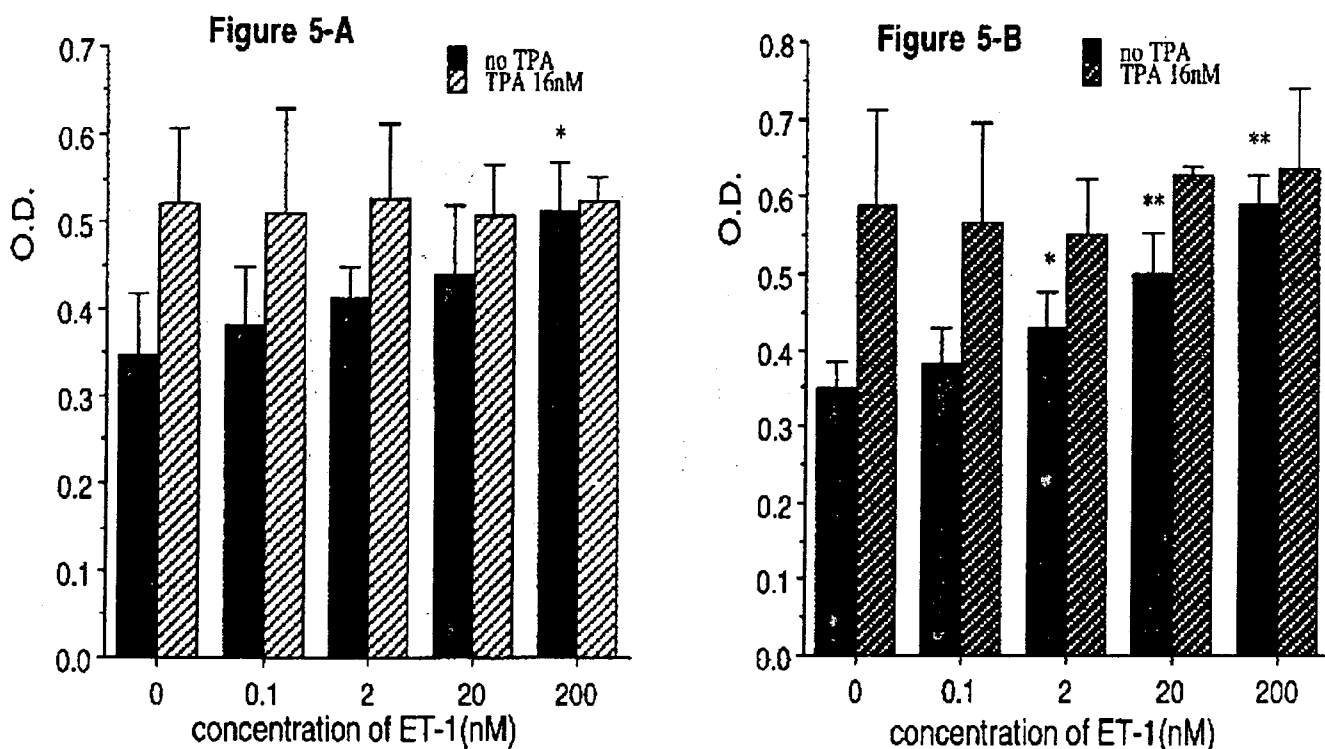 Figure 5-A
no TPA
TPA 16nM
O.D.
0.7
0.6
0.5
0.4
0.3
0.2
0.1
0.0
*
0 0.1 2 20 200
concentration of ET-1(nM)
Figure 5-B
no TPA
TPA 16nM
O.D.
0.8
0.7
0.6
0.5
0.4
0.3
0.2
0.1
0.0
*
**
**
0 0.1 2 20 200
concentration of ET-1(nM)